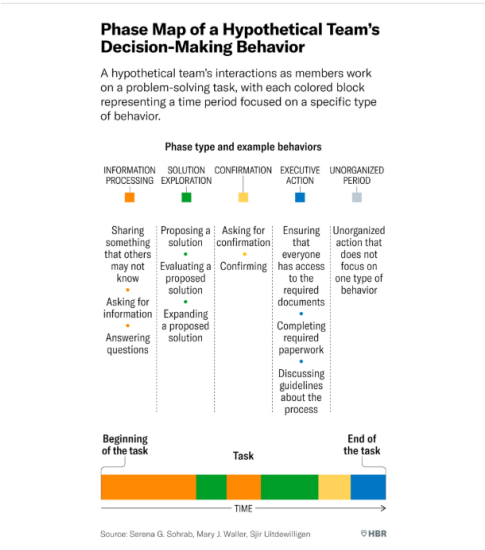 Phase Map of a Hypothetical Team's
Decision-Making Behavior
A hypothetical team's interactions as members work
on a problem-solving task, with each colored block
representing a time period focused on a specific type
of behavior.
Phase type and example behaviors
INFORMATION
PROCESSING
SOLUTION
EXPLORATION
CONFIRMATION
EXECUTIVE
ACTION
UNORGANIZED
PERIOD
Sharing
something
that others
may not
know
•
Asking for
information
•
Answering
questions
Proposing a
solution
•
Evaluating a
proposed
solution
•
Expanding
a proposed
solution
Asking for
confirmation
•
Confirming
Ensuring
that
everyone
has access
to the
required
documents
•
Completing
required
paperwork
•
Discussing
guidelines
about the
process
Unorganized
action that
does not
focus on
one type of
behavior
Beginning
of the task
Task
End of
the task
TIME
Source: Serena G. Sohrab, Mary J. Waller, Sjir Uitdewilligen
HBR